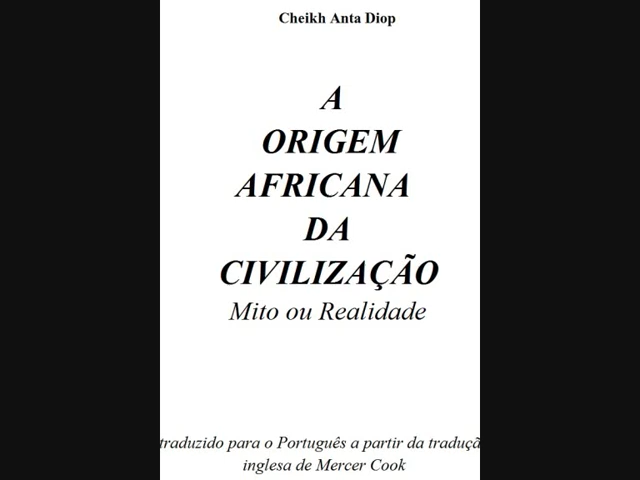 Cheikh Anta Diop
A
ORIGEM
AFRICANA
DA
CIVILIZAÇÃO
Mito ou Realidade
traduzido para o Português a partir da traduçã
inglesa de Mercer Cook